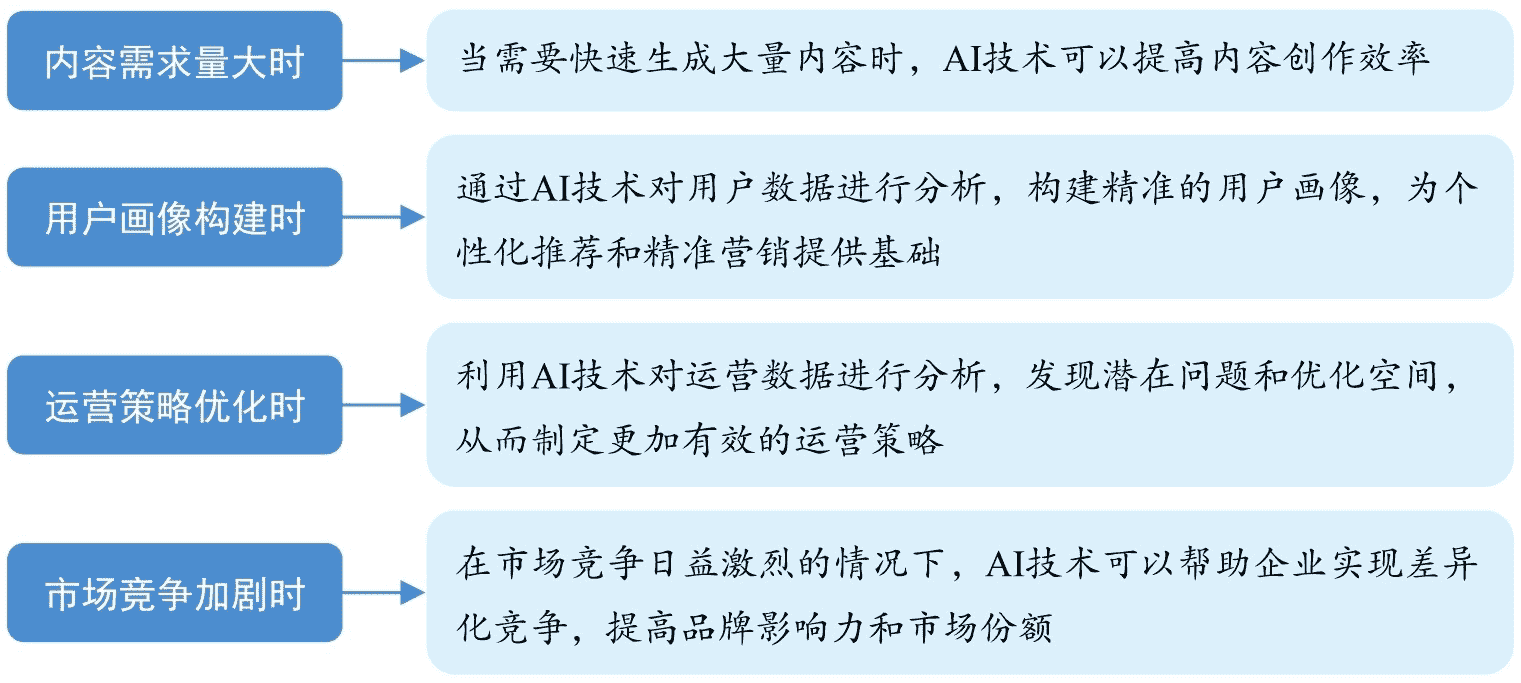 内容需求量大时
当需要快速生成大量内容时，AI技术可以提高内容创作效率
用户画像构建时
通过AI技术对用户数据进行分析，构建精准的用户画像，为个
性化推荐和精准营销提供基础
运营策略优化时
利用AI技术对运营数据进行分析，发现潜在问题和优化空间，
从而制定更加有效的运营策略
市场竞争加剧时
在市场竞争日益激烈的情况下，AI技术可以帮助企业实现差异
化竞争，提高品牌影响力和市场份额